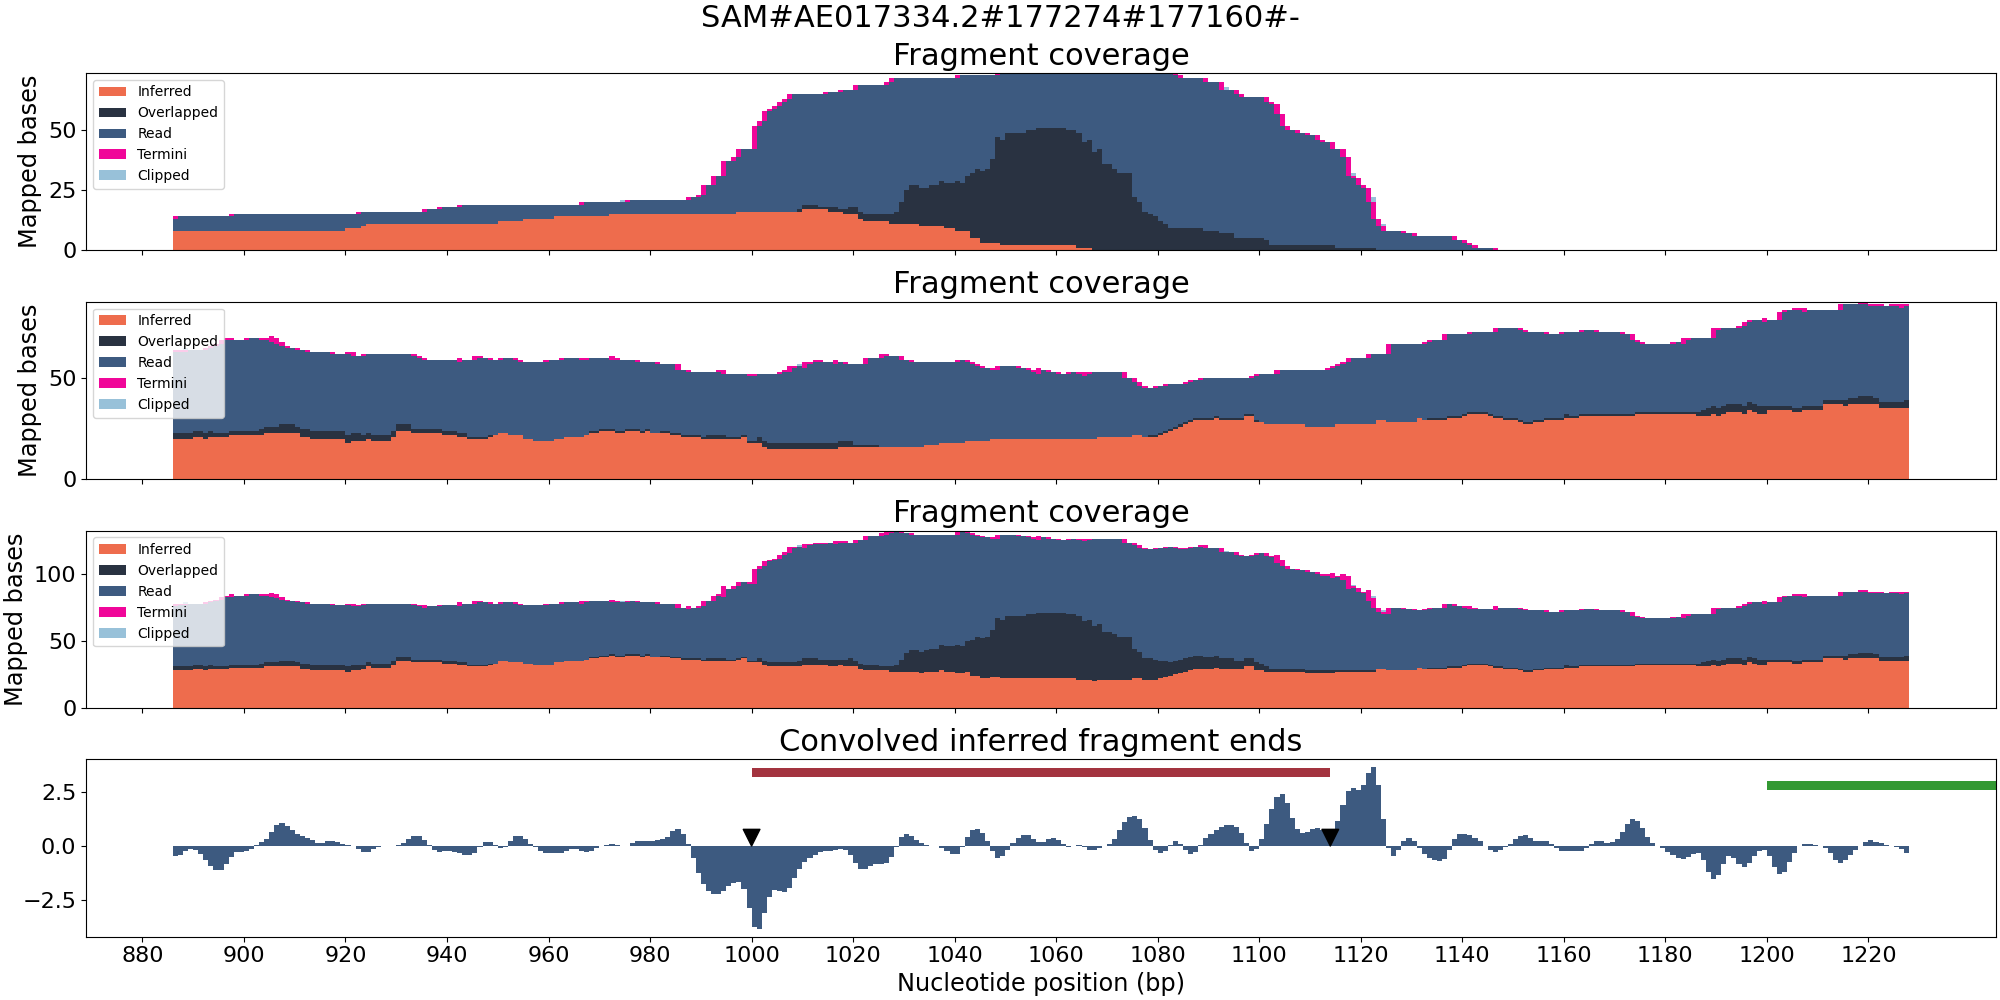 SAM#AE017334.2#177274#177160#-
Fragment coverage
Mapped bases
50
25
0
Inferred
Overlapped
Read
Termini
Clipped
Fragment coverage
Mapped bases
50
0
Inferred
Overlapped
Read
Termini
Clipped
Fragment coverage
Mapped bases
100
50
0
Inferred
Overlapped
Read
Termini
Clipped
Convolved inferred fragment ends
2.5
0.0
−2.5
880 900 920 940 960 980 1000 1020 1040 1060 1080 1100 1120 1140 1160 1180 1200 1220
Nucleotide position (bp)